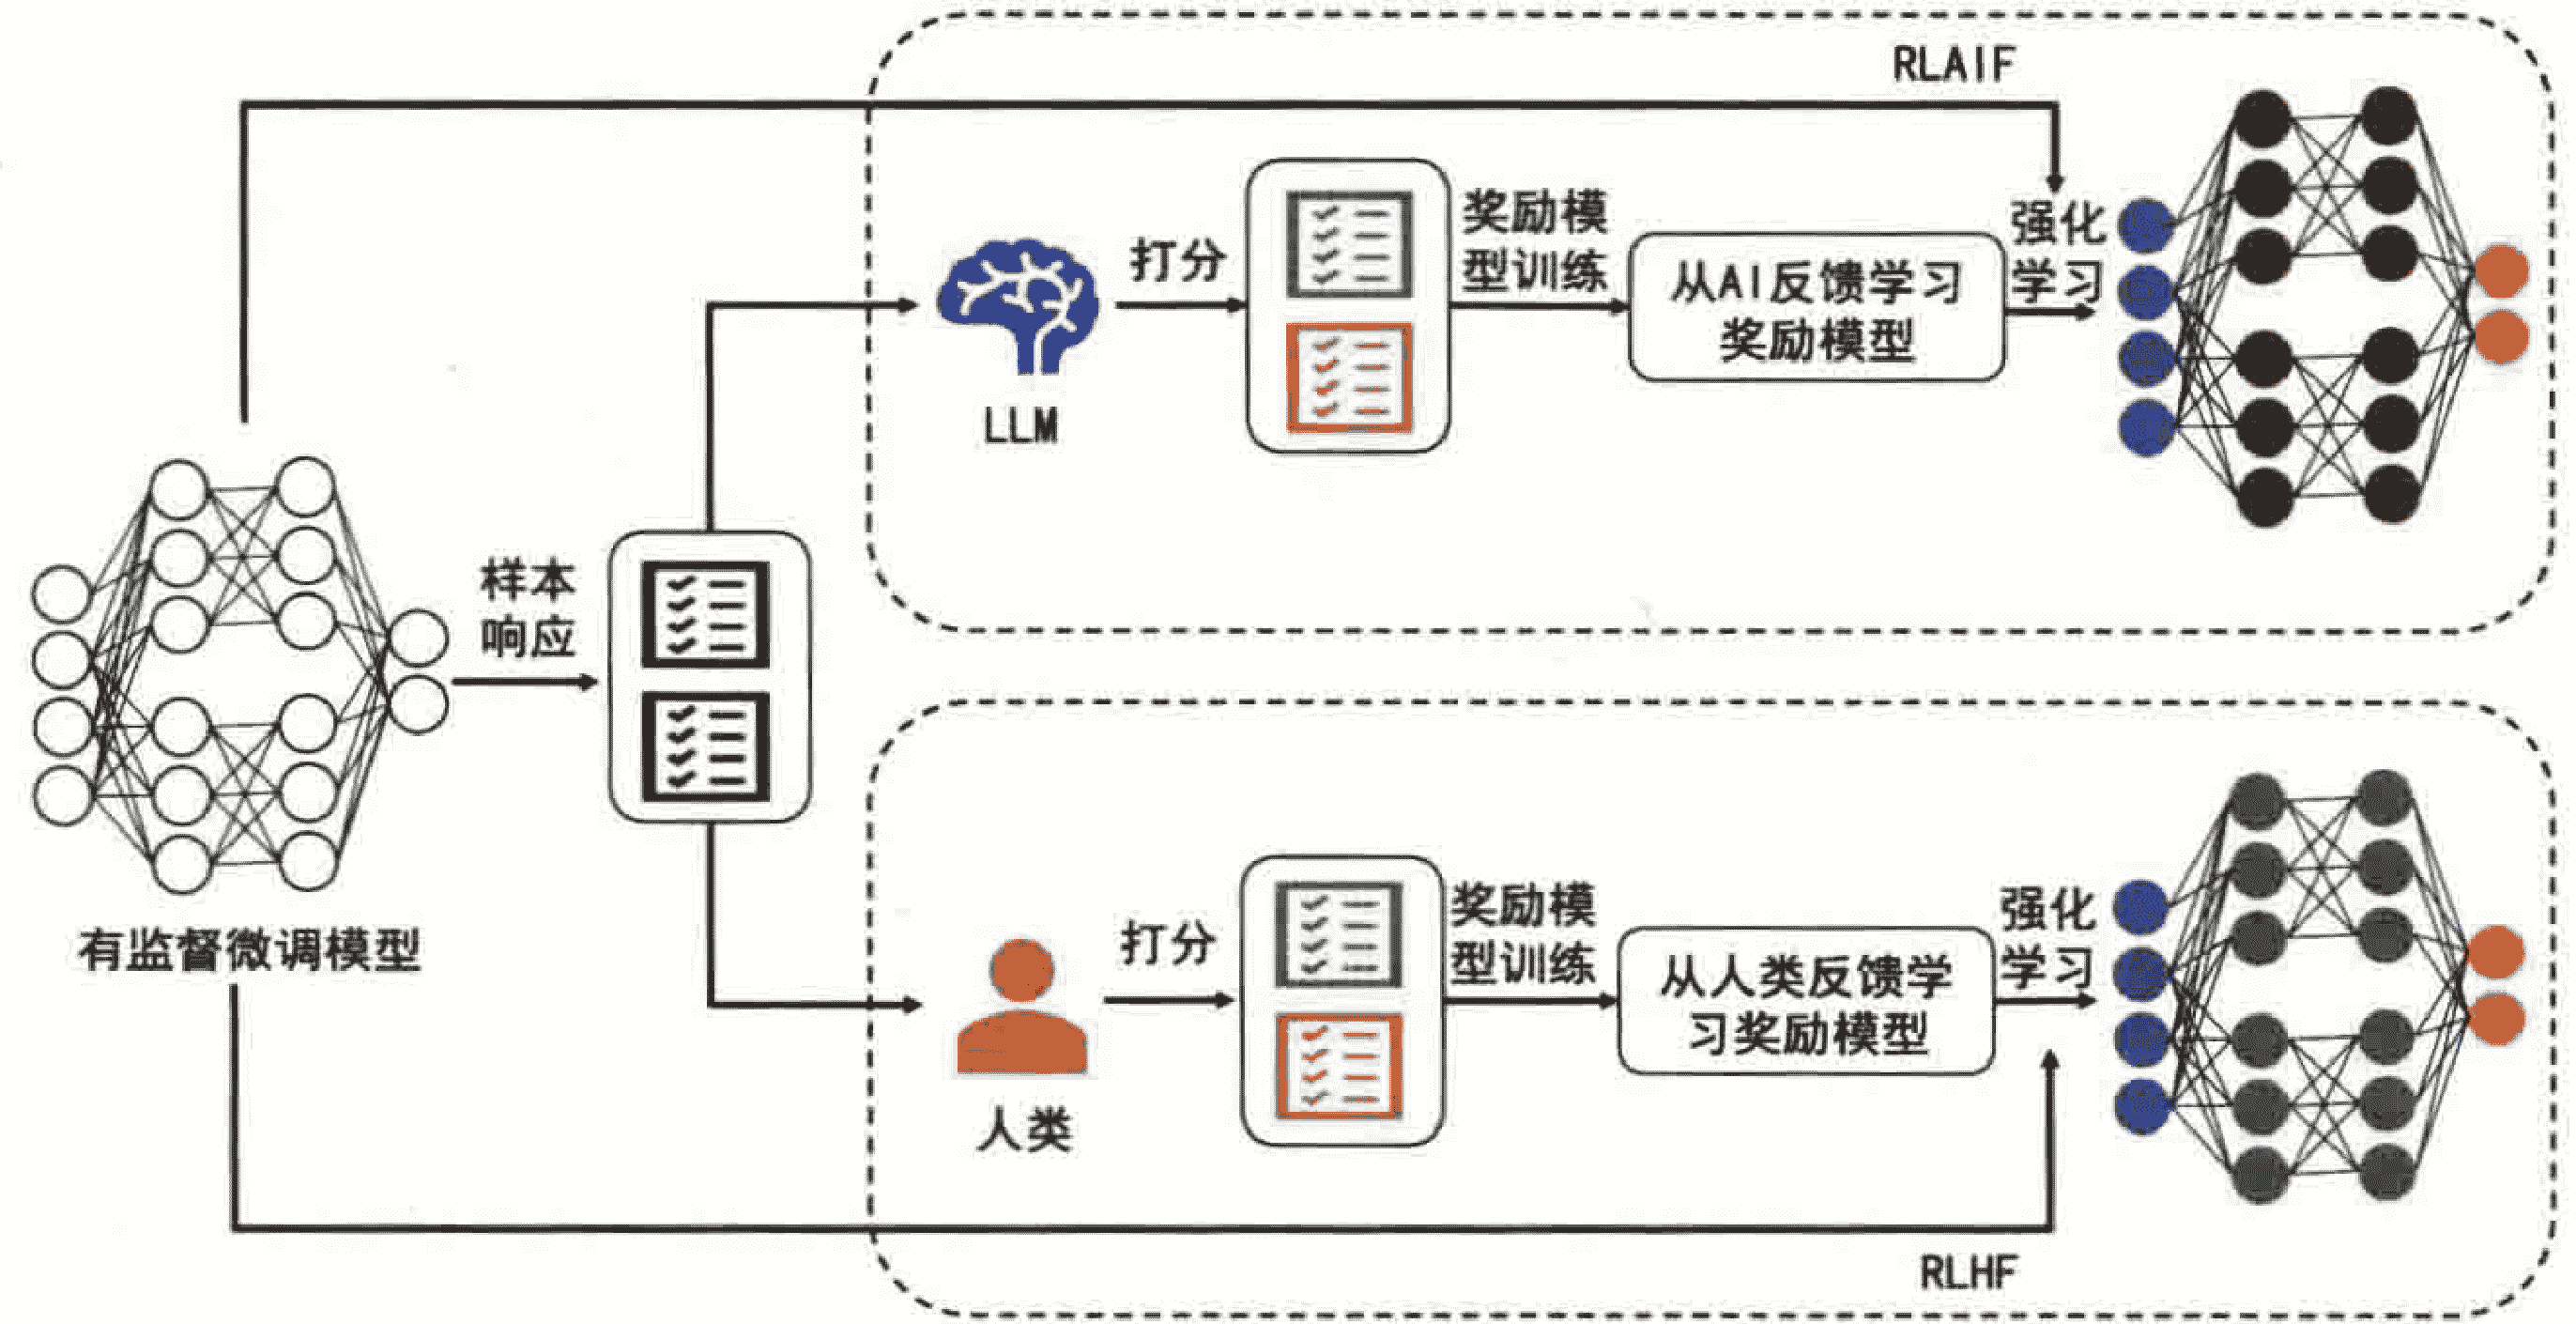 RLAIF
打分
奖励模
型训练
从AI反馈学习
奖励模型
强化
学习
LLM
样本
响应
有监督微调模型
打分
奖励模
型训练
从人类反馈学
习奖励模型
强化
学习
人类
RLHF